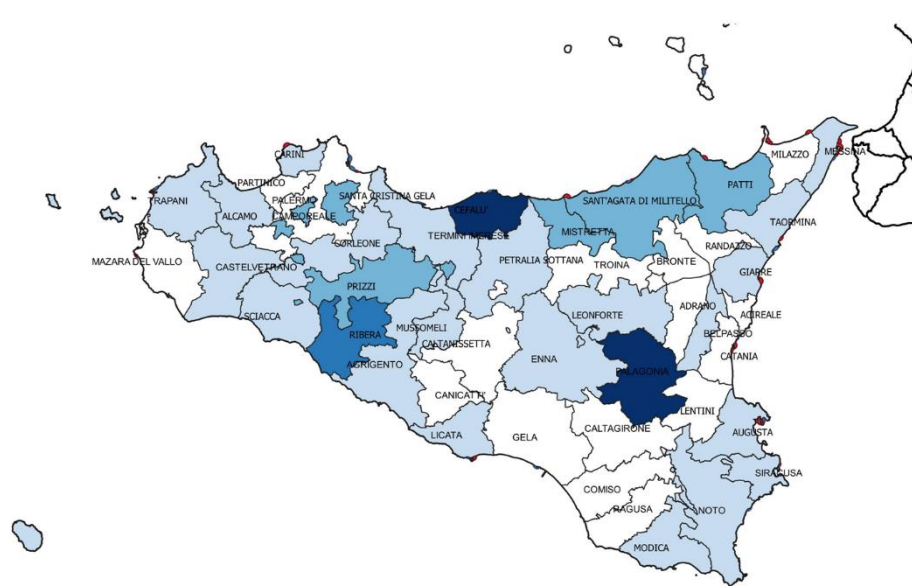 MILAZZO
MESSINA
CARINI
PARTINICO
PATTI
TRAPANI
PALERMO
SANTA CRISTINA GELA
SANT'AGATA DI MILITELLO
ALCAMO
CAMPOREALE
CEFALU'
TAORMINA
MISTRETTA
TERMINI IMERESE
CORLEONE
RANDAZZO
MAZARA DEL VALLO
CASTELVETRANO
PETRALIA SOTTANA
TROINA
BRONTE
GIARRE
PRIZZI
ADRANO
SCIACCA
LEONFORTE
ACIREALE
RIBERA
MUSSOMELI
BELPASSO
CALTANISSETTA
CATANIA
ENNA
AGRIGENTO
PALAGONIA
CANICATTI'
LENTINI
LICATA
GELA
CALTAGIRONE
AUGUSTA
SIRACUSA
COMISO
RAGUSA
NOTO
MODICA